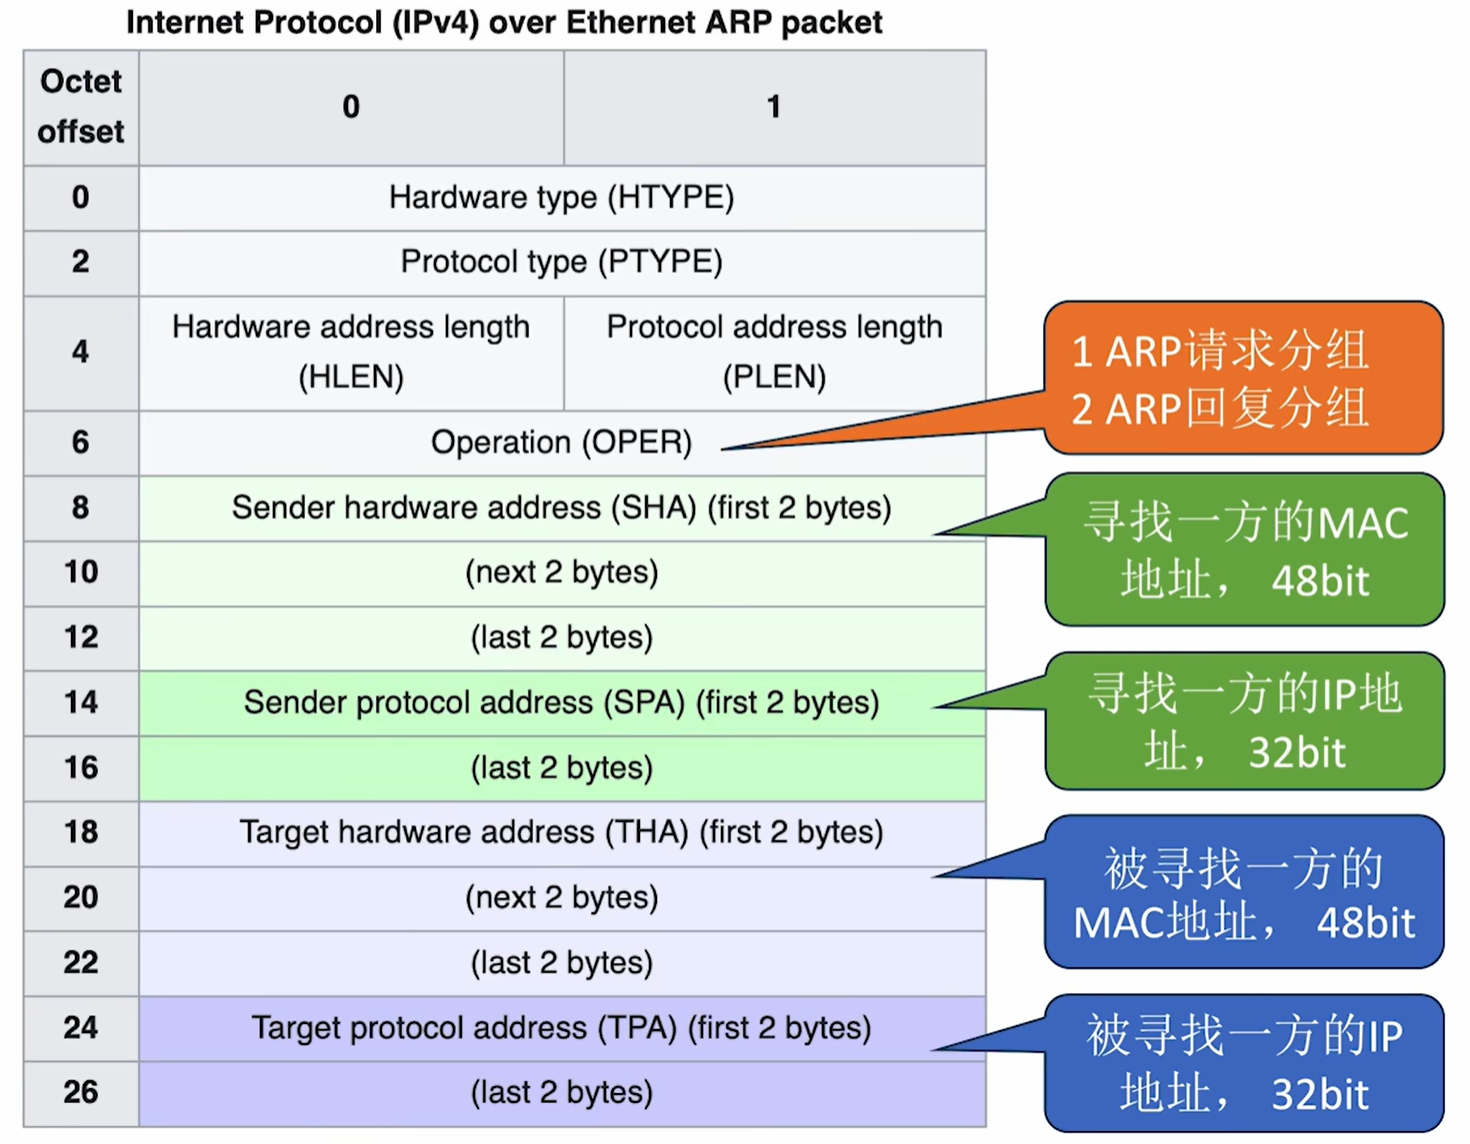 Internet Protocol (IPv4) over Ethernet ARP packet
Octet
offset
0
1
0
Hardware type (HTYPE)
2
Protocol type (PTYPE)
4
Hardware address length
(HLEN)
Protocol address length
(PLEN)
6
Operation (OPER)
1 ARP请求分组
2 ARP回复分组
8
Sender hardware address (SHA) (first 2 bytes)
寻找一方的MAC
地址， 48bit
10
(next 2 bytes)
12
(last 2 bytes)
14
Sender protocol address (SPA) (first 2 bytes)
寻找一方的IP地
址， 32bit
16
(last 2 bytes)
18
Target hardware address (THA) (first 2 bytes)
被寻找一方的
MAC地址， 48bit
20
(next 2 bytes)
22
(last 2 bytes)
24
Target protocol address (TPA) (first 2 bytes)
被寻找一方的IP
地址， 32bit
26
(last 2 bytes)